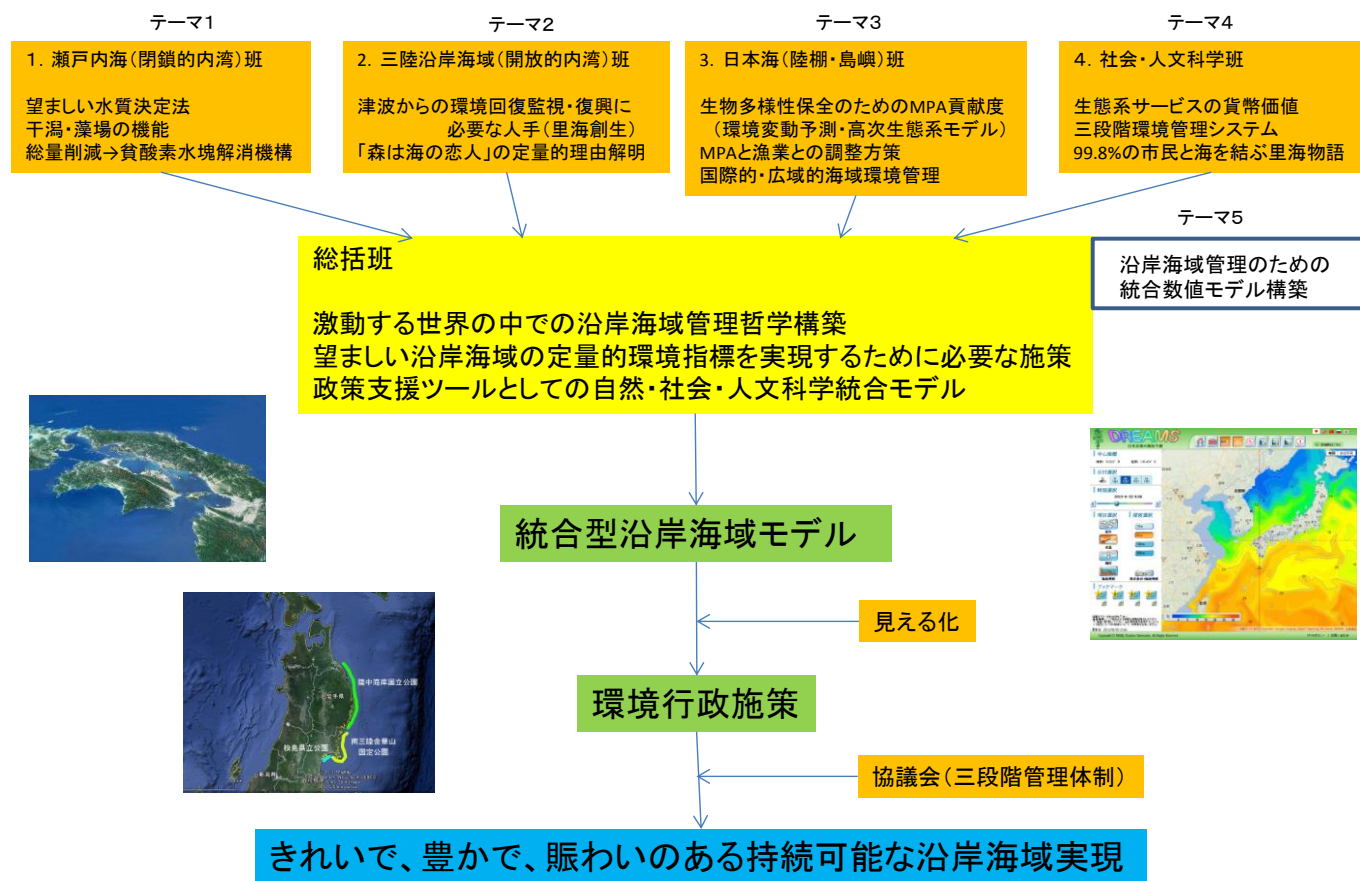 テーマ1
テーマ2
テーマ3
テーマ4
1．瀬戸内海（閉鎖的内湾）班
望ましい水質決定法
干潟・藻場の機能
総量削減→貧酸素水塊解消機構
2．三陸沿岸海域（開放的内湾）班
津波からの環境回復監視・復興に
必要な人手（里海創生）
「森は海の恋人」の定量的理由解明
3．日本海（陸棚・島嶼）班
生物多様性保全のためのMPA貢献度
（環境変動予測・高次生態系モデル）
MPAと漁業との調整方策
国際的・広域的海域環境管理
４．社会・人文科学班
生態系サービスの貨幣価値
三段階環境管理システム
99.8%の市民と海を結ぶ里海物語
テーマ5
沿岸海域管理のための
統合数値モデル構築
総括班
激動する世界の中での沿岸海域管理哲学構築
望ましい沿岸海域の定量的環境指標を実現するために必要な施策
政策支援ツールとしての自然・社会・人文科学統合モデル
DREAMS
統合型沿岸海域モデル
見える化
陸中海岸国立公園
環境行政施策
南三陸金華山
国定公園
協議会（三段階管理体制）
きれいで、豊かで、賑わいのある持続可能な沿岸海域実現